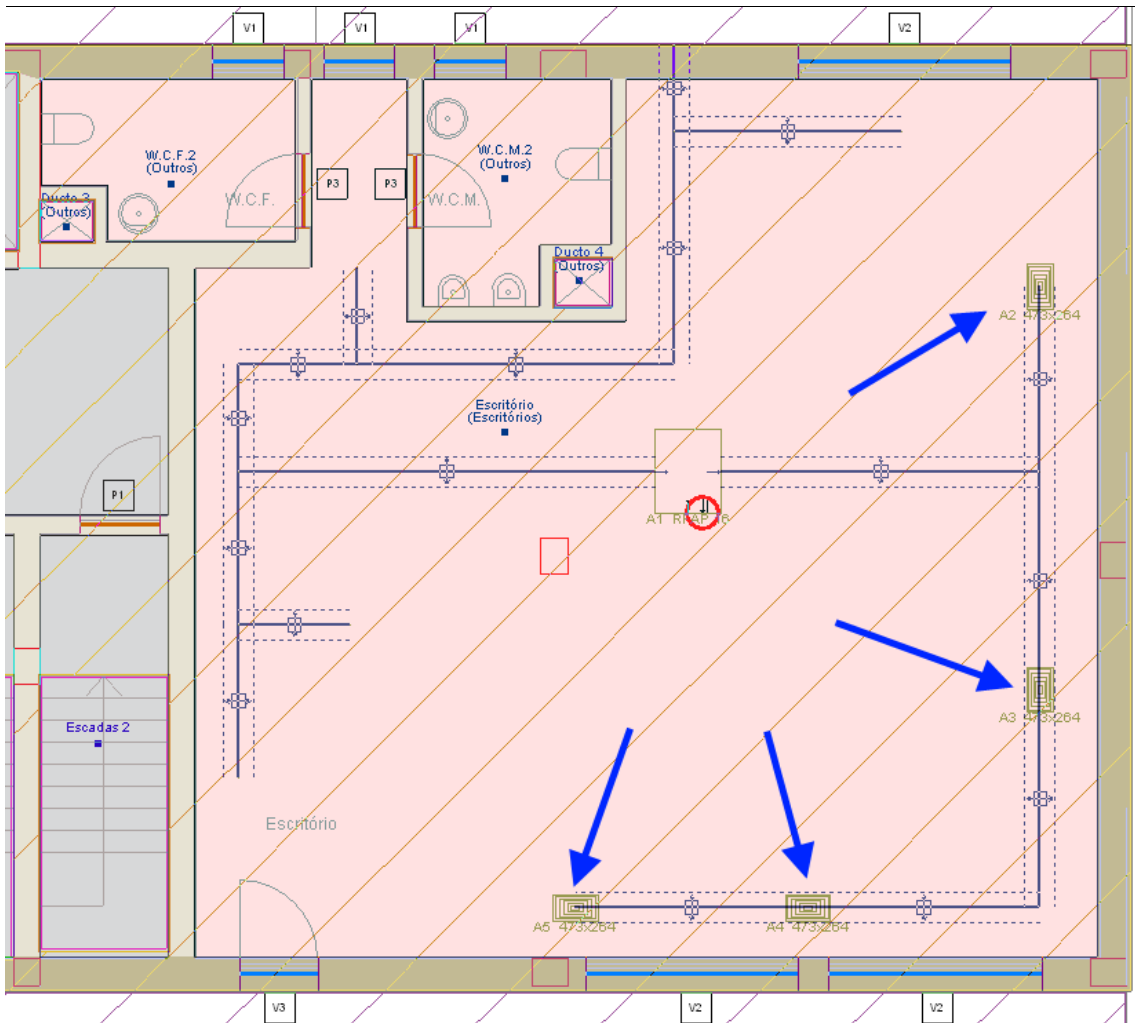 V1
V1
V1
V2
W.C.F.2
(Outros)
W.C.M.2
(Outros)
P3
P3
Ducto 3
(Outros)
W.C.F.
W.C.M.
Ducto 4
(Outros)
A2 473x264
Escritório
(Escritórios)
P1
A1
A3 473x264
Escadas 2
Escritório
A5 473x264
A4 473x264
V3
V2
V2